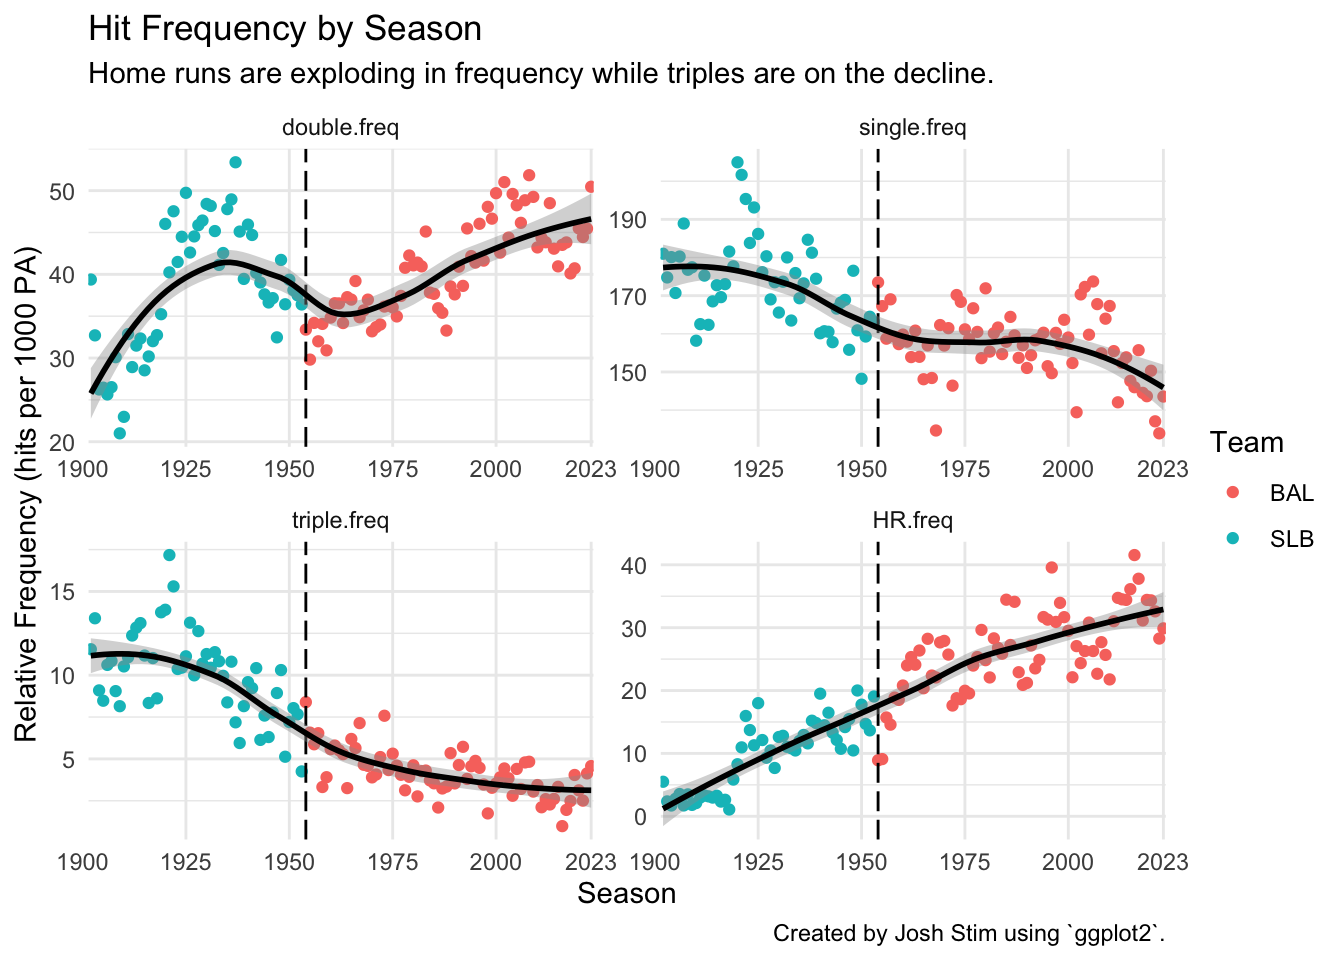 Hit Frequency by Season
Home runs are exploding in frequency while triples are on the decline.
Relative Frequency (hits per 1000 PA)
double.freq
50
40
30
20
1900 1925 1950 1975 2000 2023
single.freq
190
170
150
1900 1925 1950 1975 2000 2023
triple.freq
15
10
5
1900 1925 1950 1975 2000 2023
HR.freq
40
30
20
10
0
1900 1925 1950 1975 2000 2023
Season
Team
BAL
SLB
Created by Josh Stim using `ggplot2`.